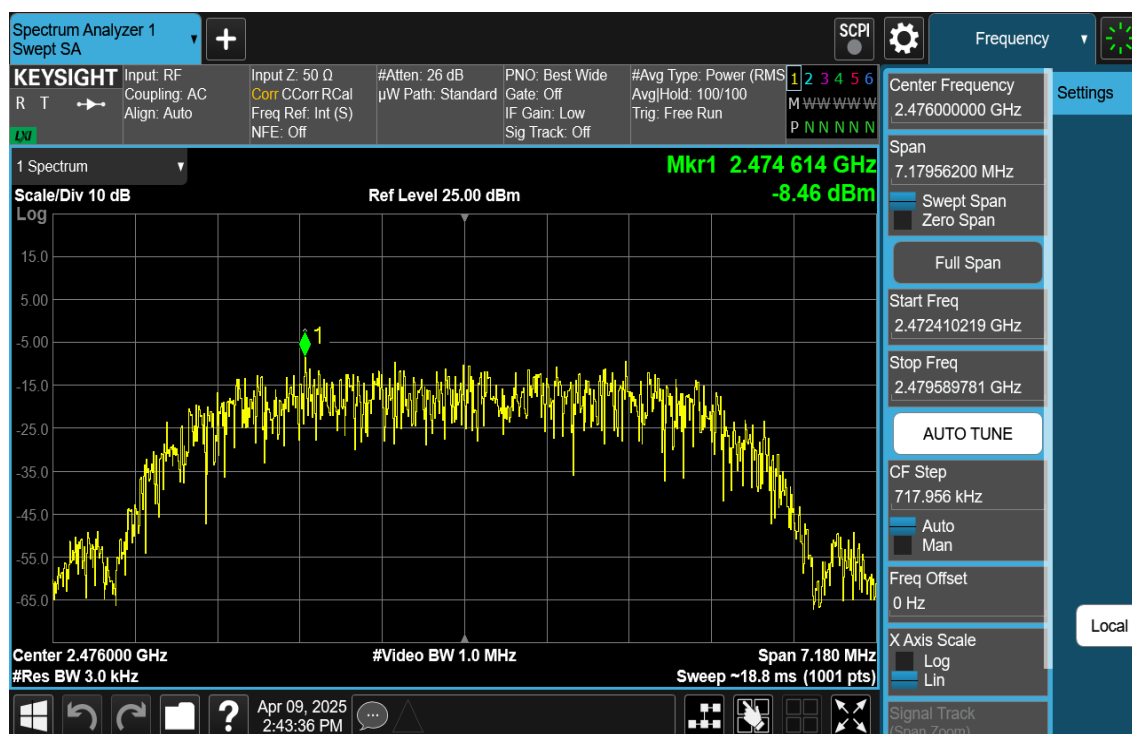 Spectrum Analyzer 1
Swept SA
+
SCPI
Frequency
KEYSIGHT
R T
LXI
Input: RF
Coupling: AC
Align: Auto
Input Z: 50 Ω
Corr CCorr RCal
Freq Ref: Int (S)
NFE: Off
#Atten: 26 dB
µW Path: Standard
PNO: Best Wide
Gate: Off
IF Gain: Low
Sig Track: Off
#Avg Type: Power (RMS
Avg|Hold: 100/100
Trig: Free Run
1 2 3 4 5 6
M W W W W W
P N N N N N
1 Spectrum
Mkr1 2.474 614 GHz
Scale/Div 10 dB
Ref Level 25.00 dBm
-8.46 dBm
Log
15.0
5.00
1
-5.00
-15.0
-25.0
-35.0
-45.0
-55.0
-65.0
Center 2.476000 GHz
#Video BW 1.0 MHz
Span 7.180 MHz
#Res BW 3.0 kHz
Sweep ~18.8 ms (1001 pts)
?
Apr 09, 2025
2:43:36 PM
Center Frequency
2.476000000 GHz
Span
7.17956200 MHz
Swept Span
Zero Span
Full Span
Start Freq
2.472410219 GHz
Stop Freq
2.479589781 GHz
AUTO TUNE
CF Step
717.956 kHz
Auto
Man
Freq Offset
0 Hz
X Axis Scale
Log
Lin
Signal Track
(Span Zoom)
Settings
Local